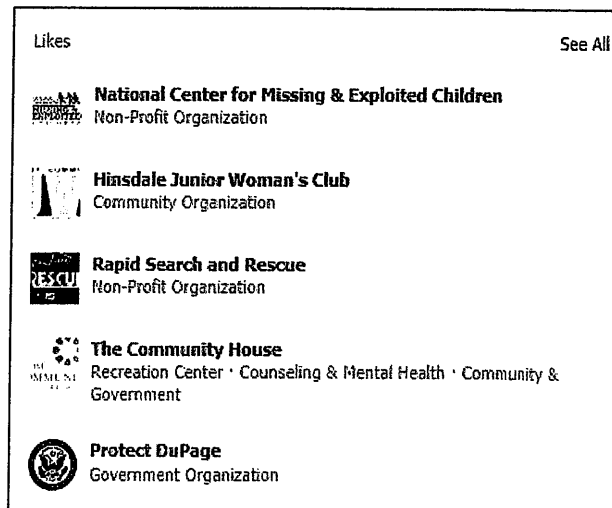 Likes
See All
National Center for Missing & Exploited Children
Non-Profit Organization
Hinsdale Junior Woman's Club
Community Organization
RESCU
Rapid Search and Rescue
Non-Profit Organization
The Community House
Recreation Center · Counseling & Mental Health · Community &
Government
Protect DuPage
Government Organization